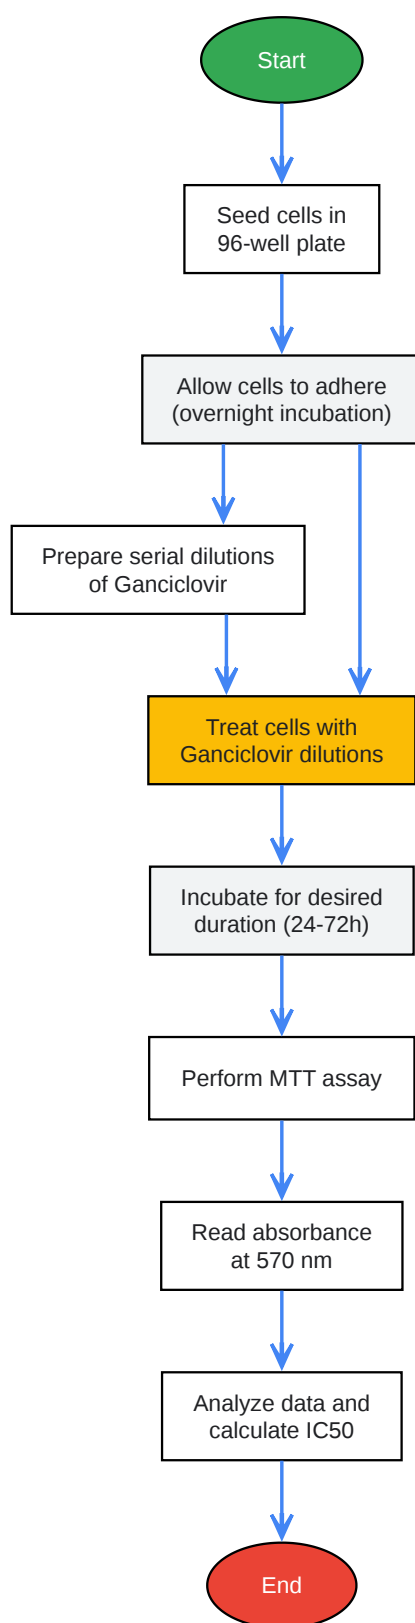 Start
Seed cells in
96-well plate
Allow cells to adhere
(overnight incubation)
Prepare serial dilutions
of Ganciclovir
Treat cells with
Ganciclovir dilutions
Incubate for desired
duration (24-72h)
Perform MTT assay
Read absorbance
at 570 nm
Analyze data and
calculate IC50
End